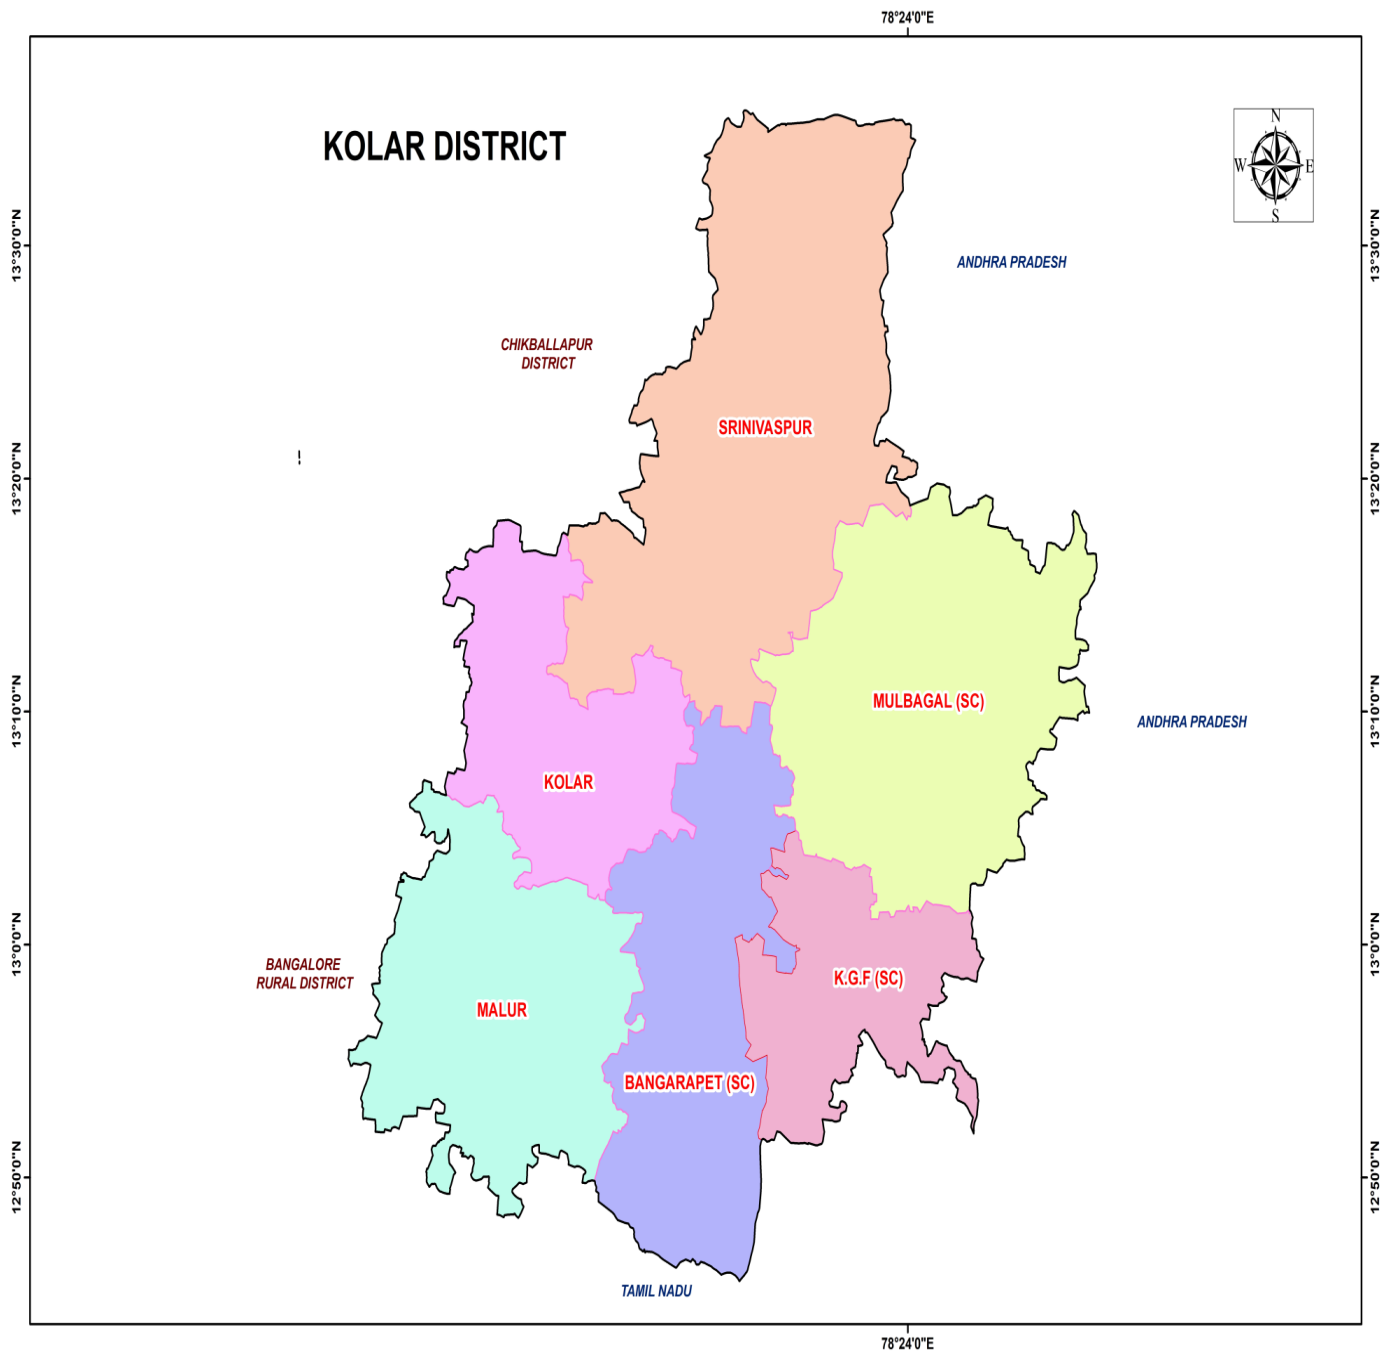 78°24'0"E
KOLAR DISTRICT
N
W
E
S
13°30'0"N
13°30'0"N
ANDHRA PRADESH
CHIKBALLAPUR
DISTRICT
SRINIVASPUR
13°20'0"N
13°20'0"N
MULBAGAL (SC)
13°10'0"N
13°10'0"N
ANDHRA PRADESH
KOLAR
13°0'0"N
13°0'0"N
BANGALORE
RURAL DISTRICT
K.G.F (SC)
MALUR
BANGARAPET (SC)
12°50'0"N
12°50'0"N
TAMIL NADU
78°24'0"E